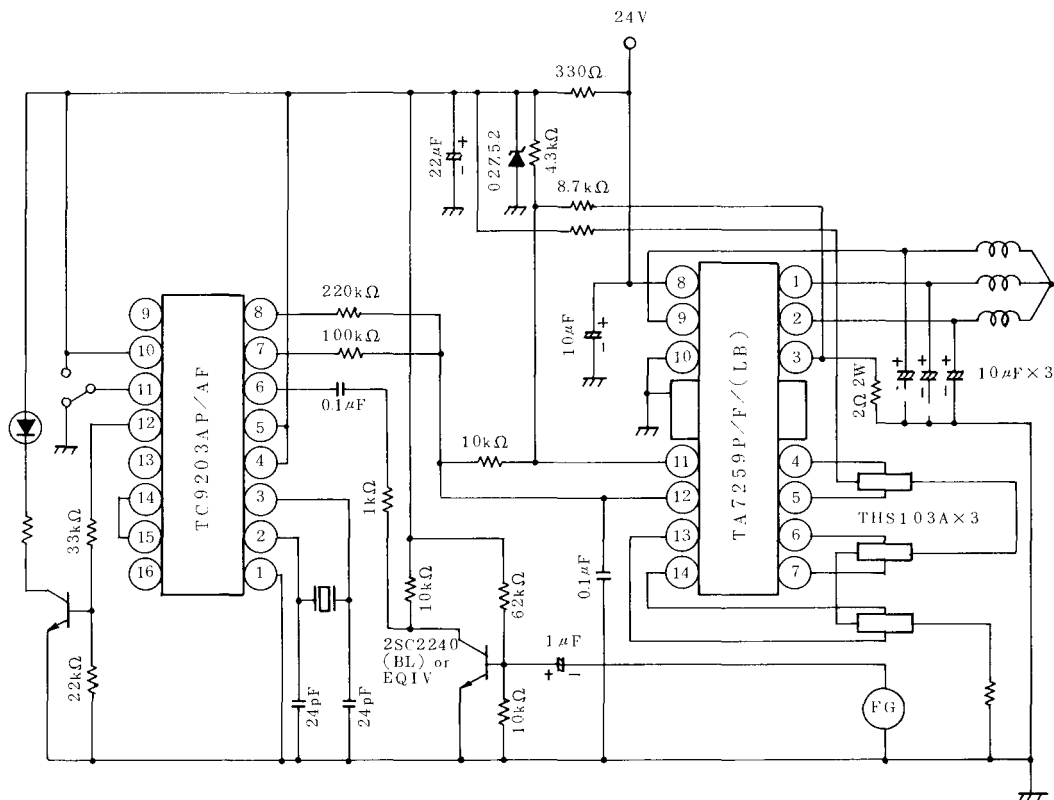 24V
330Ω
22μF
+
-
02Z52
4.3kΩ
8.7kΩ
10μF
+
-
TC9203AP/AF
9
10
11
12
13
14
15
16
8
7
6
5
4
3
2
1
220kΩ
100kΩ
0.1μF
1kΩ
10kΩ
33kΩ
22kΩ
24pF
24pF
10kΩ
62kΩ
10kΩ
2SC2240
(BL) or
EQIV
1μF
+
-
0.1μF
TA7259P/F/(LB)
8
9
10
11
12
13
14
1
2
3
4
5
6
7
2Ω 2W
+
+
-
+
-
10μF×3
THS103A×3
FG